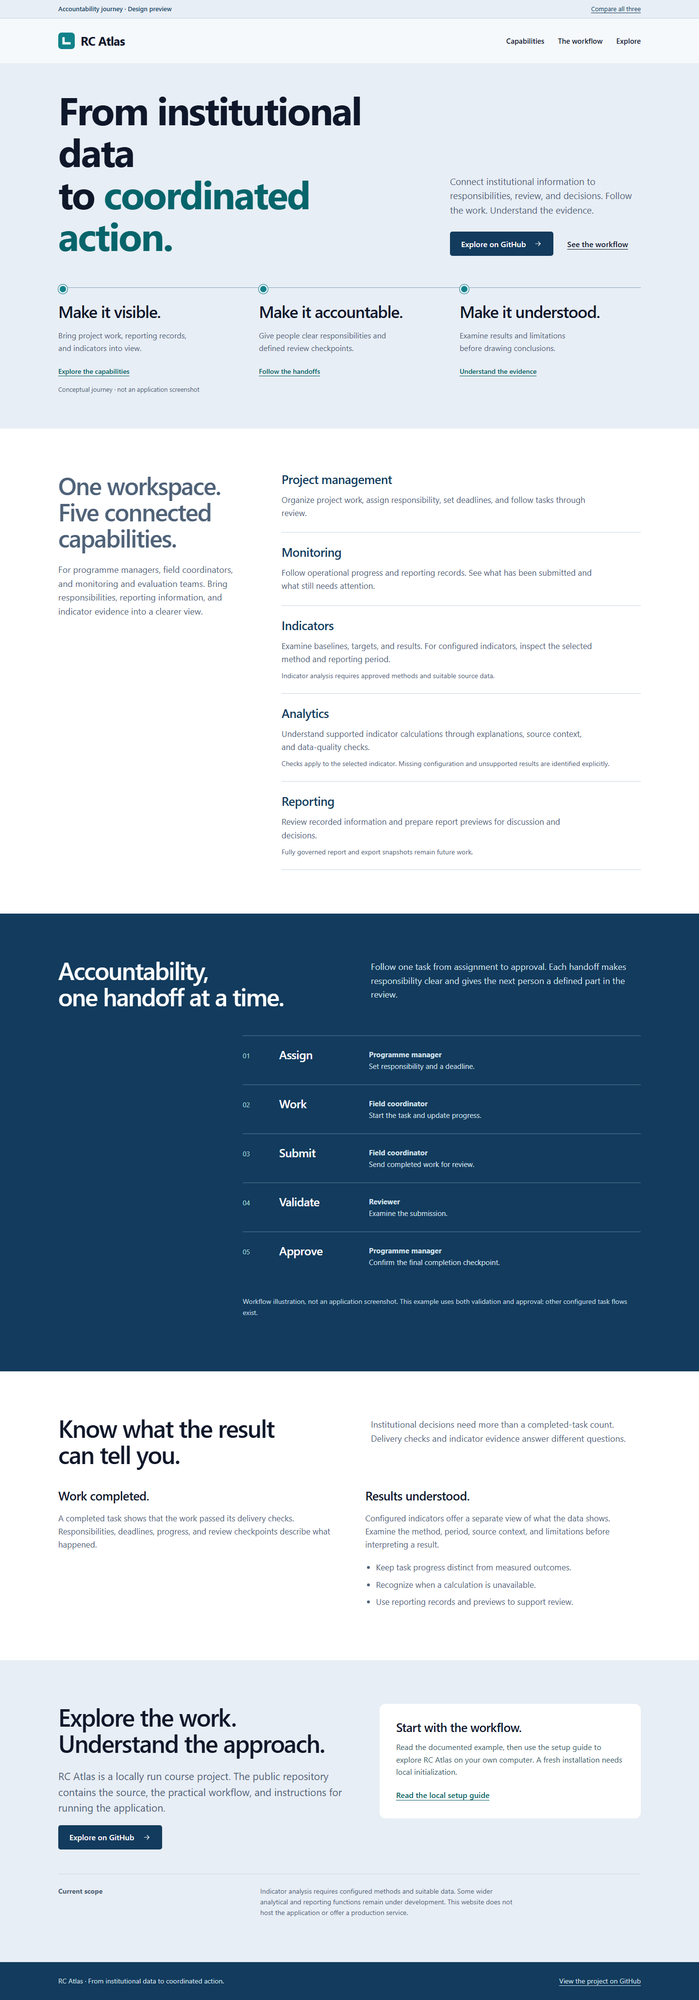 Accountability journey · Design preview
Compare all three
RC Atlas
Capabilities
The workflow
Explore
From institutional
data
to coordinated
action.
Connect institutional information to
responsibilities, review, and decisions. Follow
the work. Understand the evidence.
Explore on GitHub →
See the workflow
Make it visible.
Bring project work, reporting records,
and indicators into view.
Explore the capabilities
Conceptual journey · not an application screenshot
Make it accountable.
Give people clear responsibilities and
defined review checkpoints.
Follow the handoffs
Make it understood.
Examine results and limitations
before drawing conclusions.
Understand the evidence
One workspace.
Five connected
capabilities.
For programme managers, field coordinators,
and monitoring and evaluation teams. Bring
responsibilities, reporting information, and
indicator evidence into a clearer view.
Project management
Organize project work, assign responsibility, set deadlines, and follow tasks through
review.
Monitoring
Follow operational progress and reporting records. See what has been submitted and
what still needs attention.
Indicators
Examine baselines, targets, and results. For configured indicators, inspect the selected
method and reporting period.
Indicator analysis requires approved methods and suitable source data.
Analytics
Understand supported indicator calculations through explanations, source context,
and data-quality checks.
Checks apply to the selected indicator. Missing configuration and unsupported results are identified explicitly.
Reporting
Review recorded information and prepare report previews for discussion and
decisions.
Fully governed report and export snapshots remain future work.
Accountability,
one handoff at a time.
Follow one task from assignment to approval. Each handoff makes
responsibility clear and gives the next person a defined part in the
review.
01
Assign
Programme manager
Set responsibility and a deadline.
02
Work
Field coordinator
Start the task and update progress.
03
Submit
Field coordinator
Send completed work for review.
04
Validate
Reviewer
Examine the submission.
05
Approve
Programme manager
Confirm the final completion checkpoint.
Workflow illustration, not an application screenshot. This example uses both validation and approval; other configured task flows
exist.
Know what the result
can tell you.
Institutional decisions need more than a completed-task count.
Delivery checks and indicator evidence answer different questions.
Work completed.
A completed task shows that the work passed its delivery checks.
Responsibilities, deadlines, progress, and review checkpoints describe what
happened.
Results understood.
Configured indicators offer a separate view of what the data shows.
Examine the method, period, source context, and limitations before
interpreting a result.
• Keep task progress distinct from measured outcomes.
• Recognize when a calculation is unavailable.
• Use reporting records and previews to support review.
Explore the work.
Understand the approach.
RC Atlas is a locally run course project. The public repository
contains the source, the practical workflow, and instructions for
running the application.
Explore on GitHub →
Start with the workflow.
Read the documented example, then use the setup guide to
explore RC Atlas on your own computer. A fresh installation needs
local initialization.
Read the local setup guide
Current scope
Indicator analysis requires configured methods and suitable data. Some wider
analytical and reporting functions remain under development. This website does not
host the application or offer a production service.
RC Atlas · From institutional data to coordinated action.
View the project on GitHub